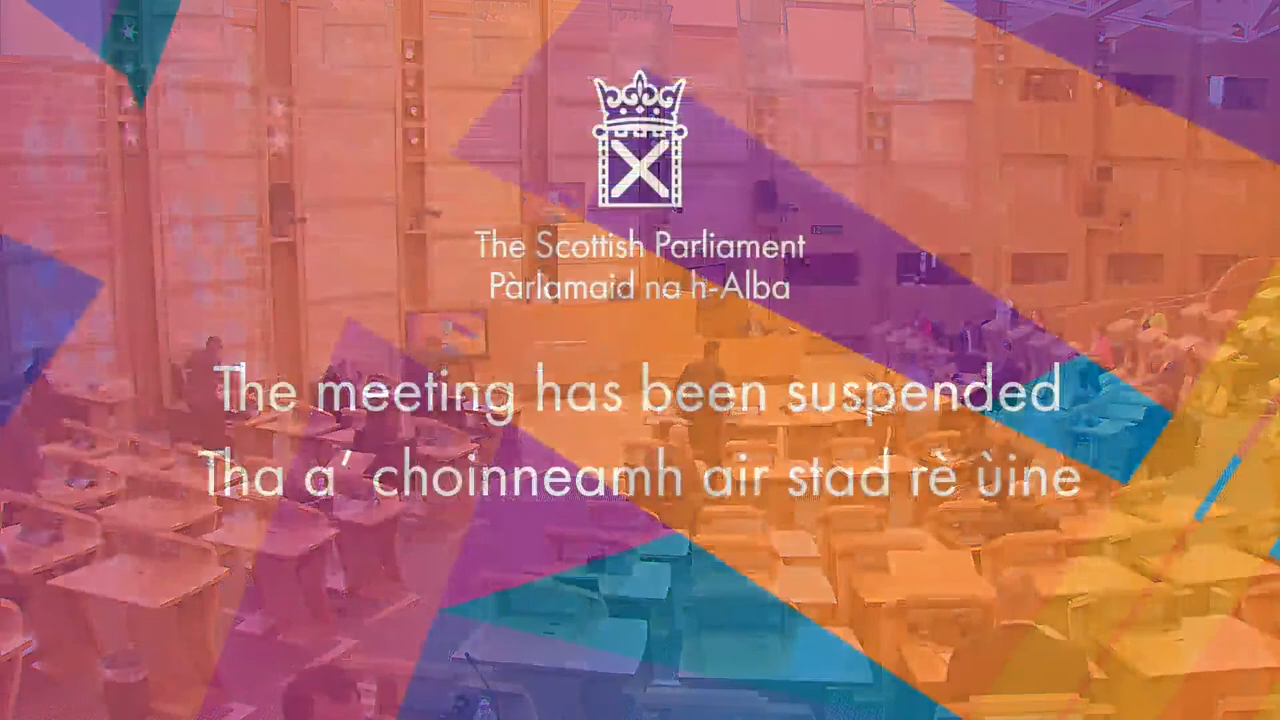 The Scottish Parliament
Pàrlamaid na h-Alba
The meeting has been suspended
Tha a’ choinneamh air stad rè ùine